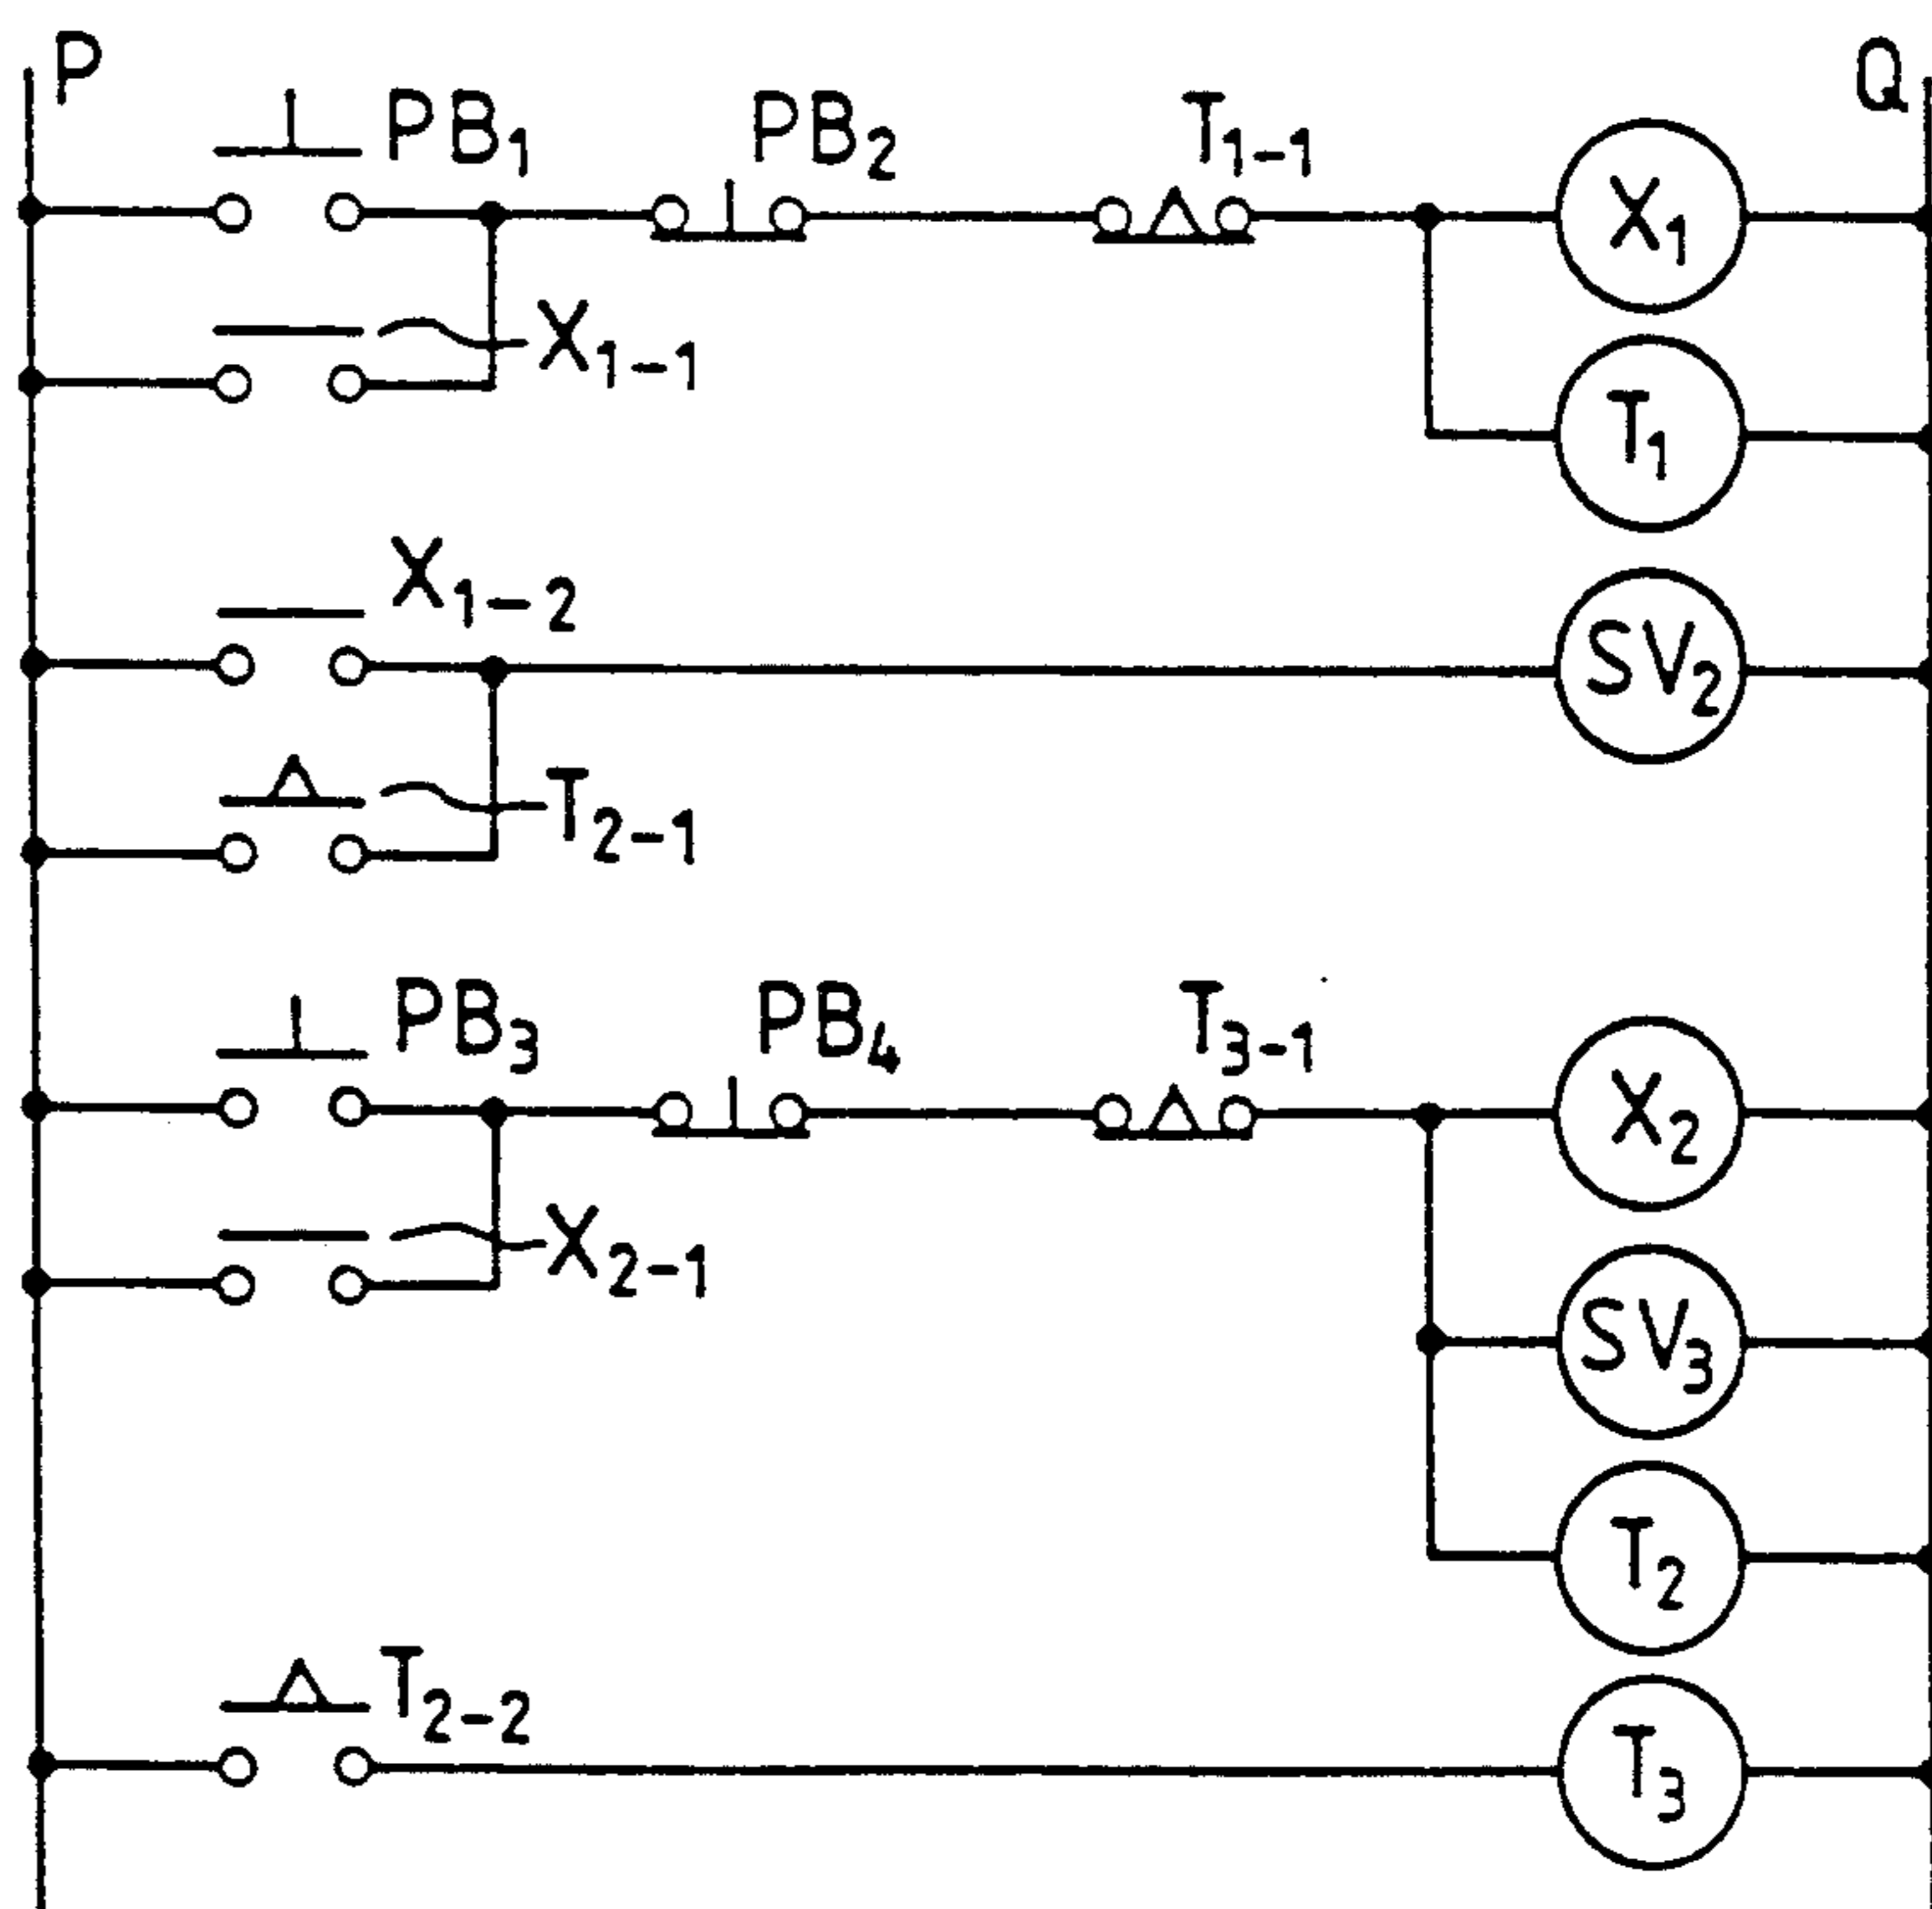 P Q
PB₁ PB₂ T₁₋₁ X₁
X₁₋₁
T₁
X₁₋₂ SV₂
T₂₋₁
PB₃ PB₄ T₃₋₁ X₂
X₂₋₁
SV₃
T₂
T₂₋₂ T₃